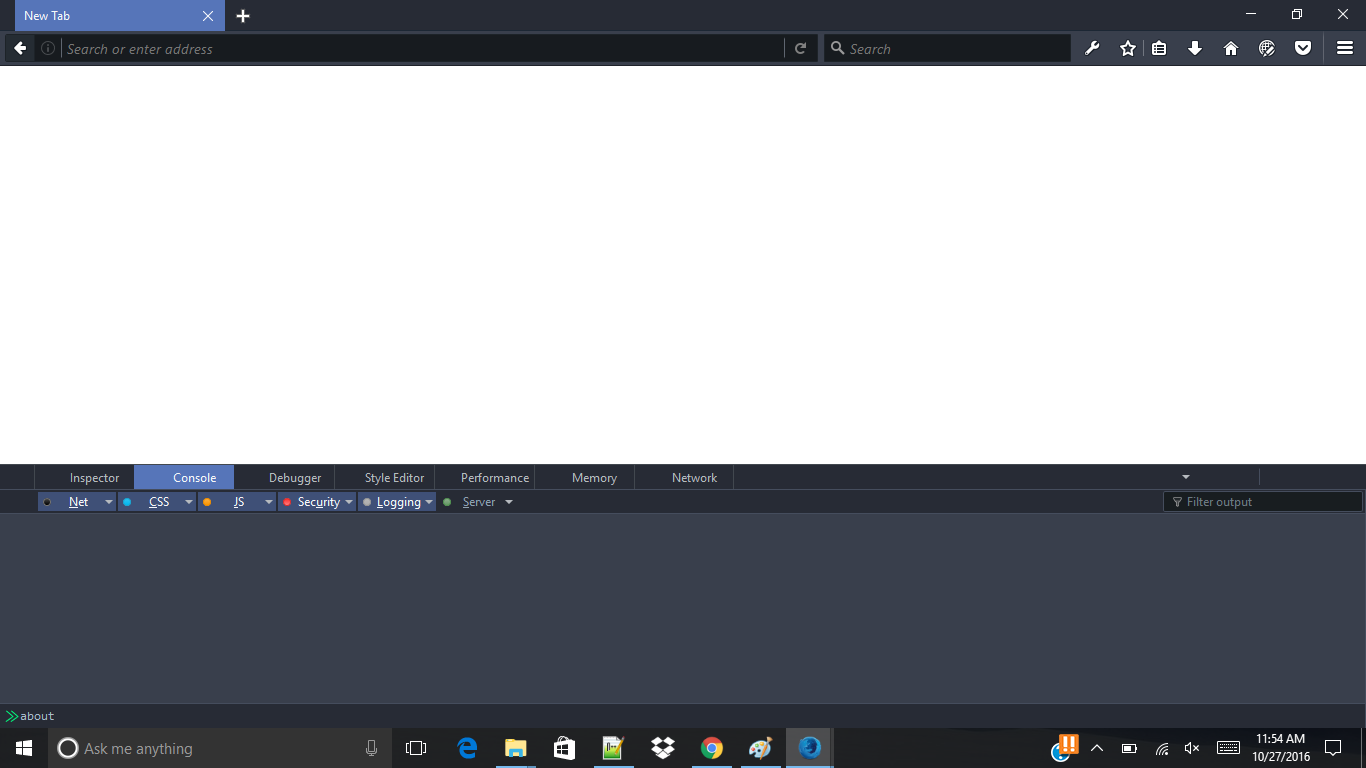 New Tab
Search or enter address
Search
Inspector Console Debugger Style Editor Performance Memory Network
Net CSS JS Security Logging Server Filter output
about
Ask me anything
11:54 AM
10/27/2016